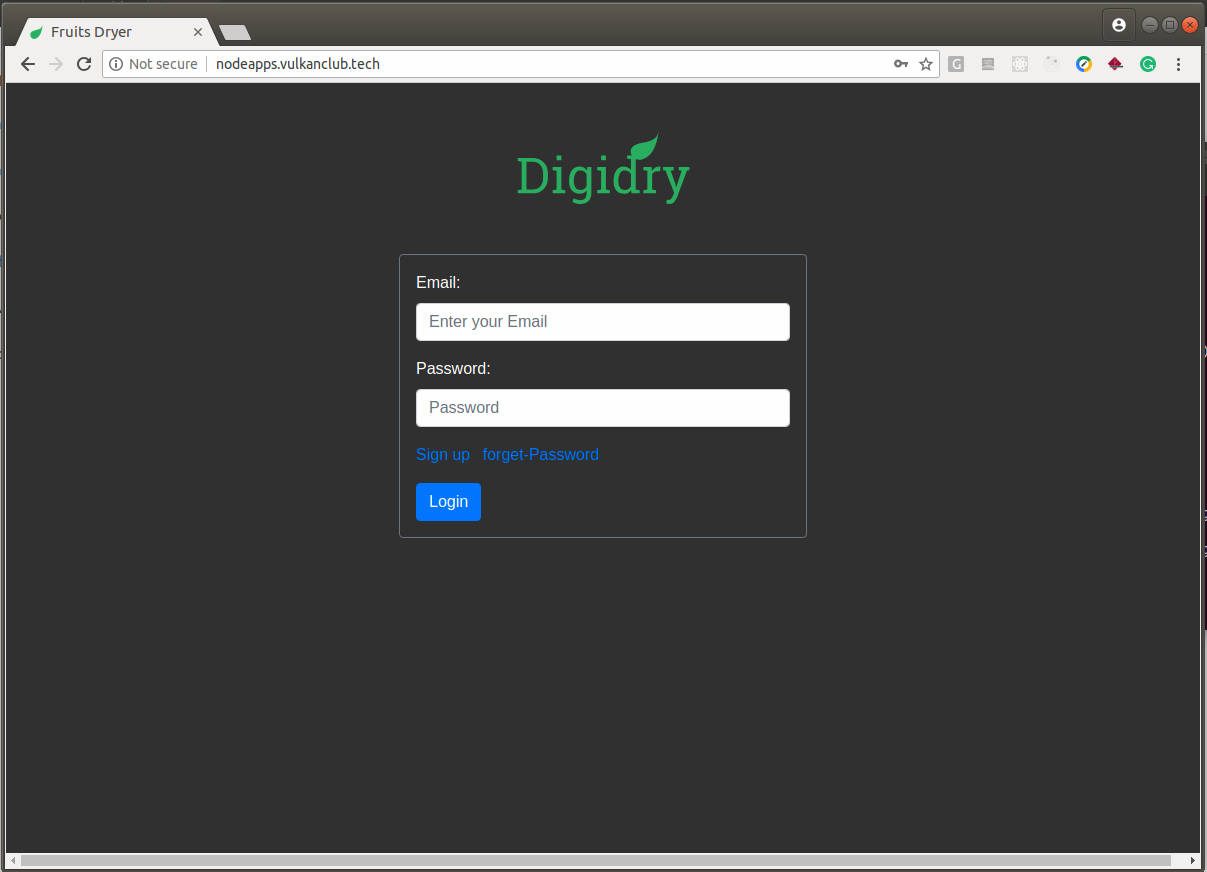 Fruits Dryer
Not secure nodeapps.vulkanclub.tech
Digidry
Email:
Enter your Email
Password:
Password
Sign up forget-Password
Login